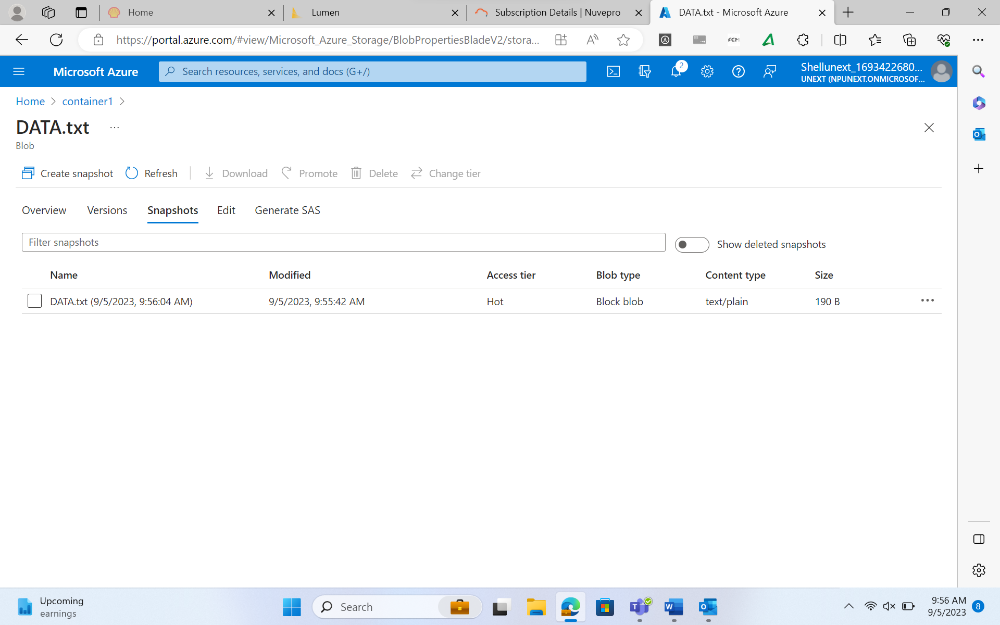 Home
Lumen
Subscription Details | Nuvepro
DATA.txt - Microsoft Azure
https://portal.azure.com/#view/Microsoft_Azure_Storage/BlobPropertiesBladeV2/stora...
FCM
Microsoft Azure
Search resources, services, and docs (G+/)
2
Shellunext_1693422680...
UNEXT (NPUNEXT.ONMICROSOF...
Home > container1 >
DATA.txt ...
Blob
Create snapshot Refresh Download Promote Delete Change tier
Overview Versions Snapshots Edit Generate SAS
Filter snapshots
Show deleted snapshots
Name Modified Access tier Blob type Content type Size
DATA.txt (9/5/2023, 9:56:04 AM) 9/5/2023, 9:55:42 AM Hot Block blob text/plain 190 B
Upcoming
earnings
Search
9:56 AM
9/5/2023
8